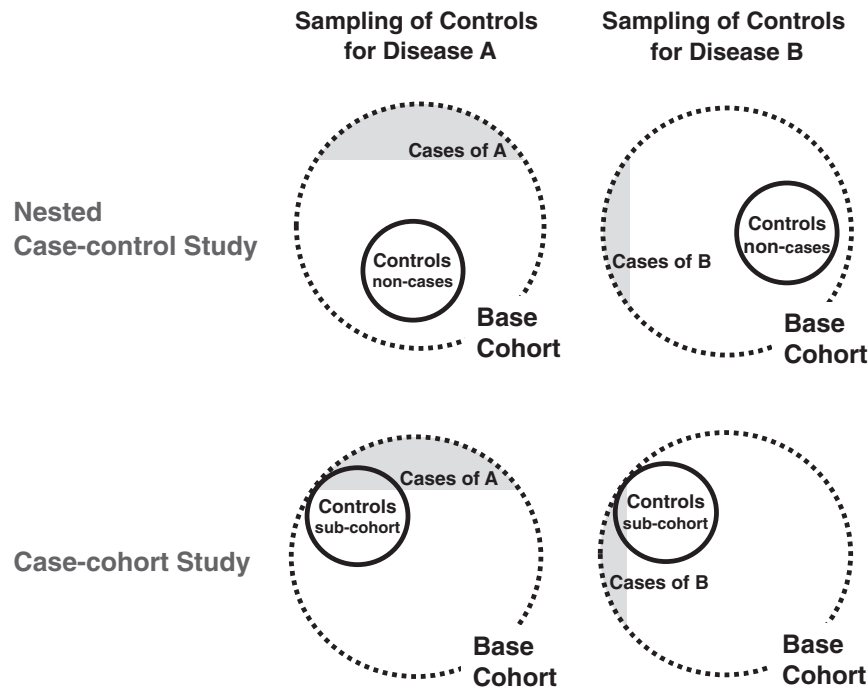 Sampling of Controls
for Disease A
Sampling of Controls
for Disease B
Nested
Case-control Study
Cases of A
Controls
non-cases
Base
Cohort
Cases of B
Controls
non-cases
Base
Cohort
Case-cohort Study
Cases of A
Controls
sub-cohort
Base
Cohort
Controls
sub-cohort
Cases of B
Base
Cohort